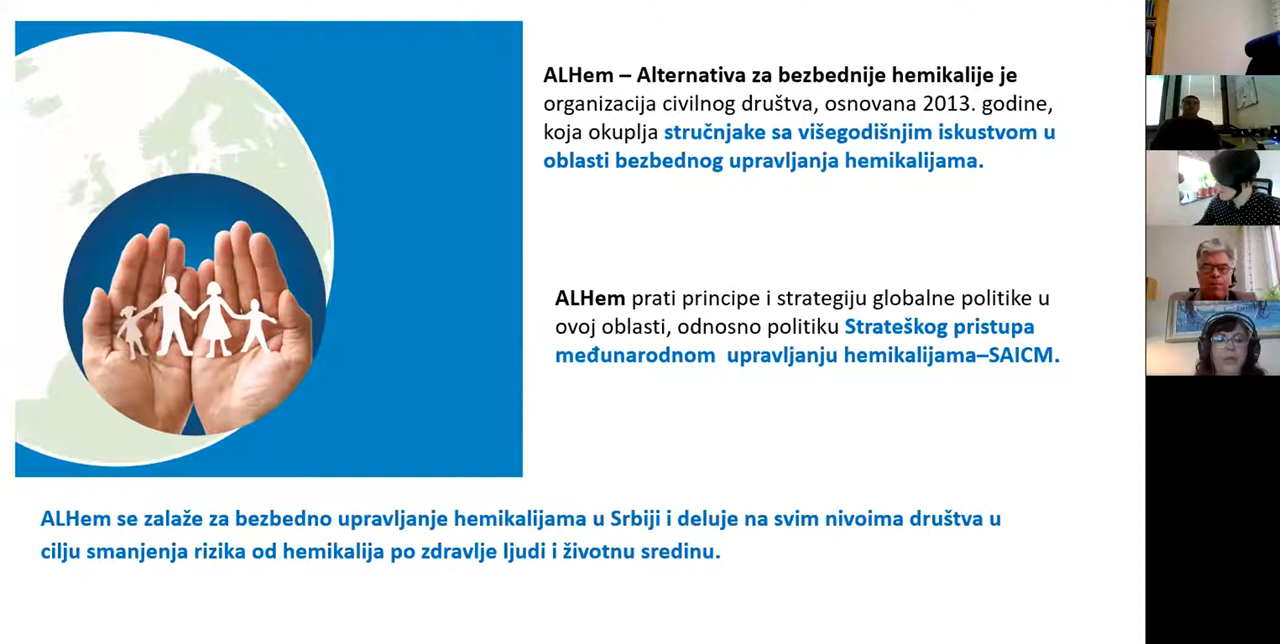 ALHem – Alternativa za bezbednije hemikalije je
organizacija civilnog društva, osnovana 2013. godine,
koja okuplja stručnjake sa višegodišnjim iskustvom u
oblasti bezbednog upravljanja hemikalijama.
ALHem prati principe i strategiju globalne politike u
ovoj oblasti, odnosno politiku Strateškog pristupa
međunarodnom upravljanju hemikalijama–SAICM.
ALHem se zalaže za bezbedno upravljanje hemikalijama u Srbiji i deluje na svim nivoima društva u
cilju smanjenja rizika od hemikalija po zdravlje ljudi i životnu sredinu.